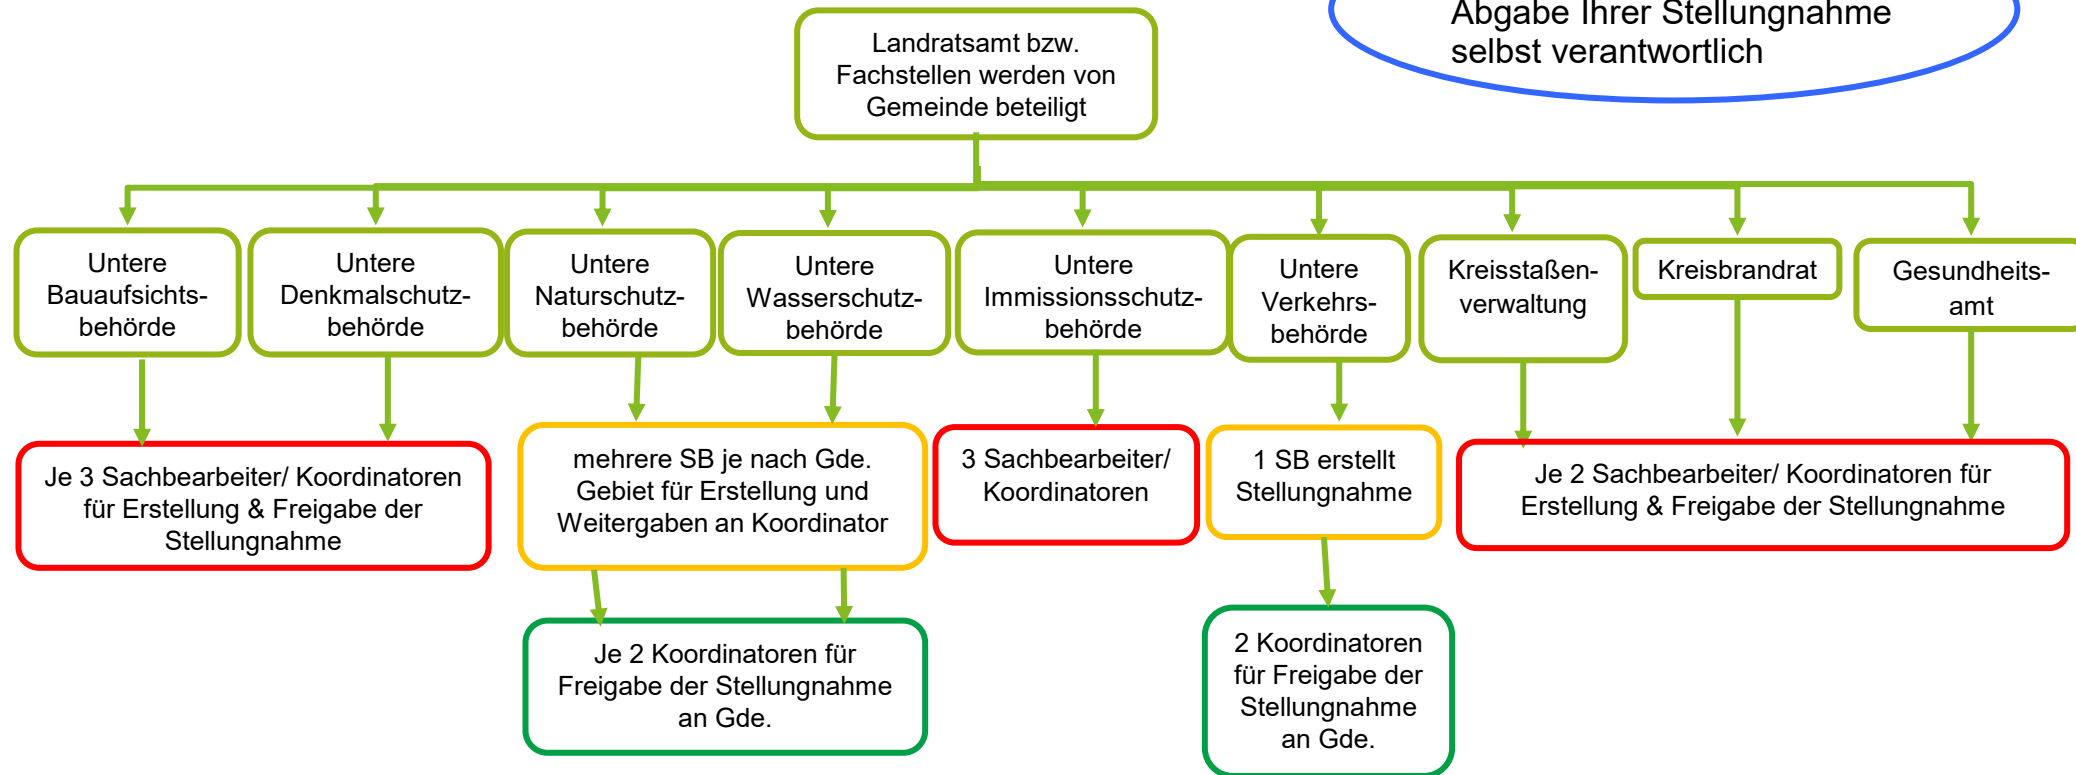 Abgabe Ihrer Stellungnahme
selbst verantwortlich
Landratsamt bzw.
Fachstellen werden von
Gemeinde beteiligt
Untere
Bauaufsichts-
behörde
Untere
Denkmalschutz-
behörde
Untere
Naturschutz-
behörde
Untere
Wasserschutz-
behörde
Untere
Immissionsschutz-
behörde
Untere
Verkehrs-
behörde
Kreisstaßen-
verwaltung
Kreisbrandrat
Gesundheits-
amt
Je 3 Sachbearbeiter/ Koordinatoren
für Erstellung & Freigabe der
Stellungnahme
mehrere SB je nach Gde.
Gebiet für Erstellung und
Weitergaben an Koordinator
3 Sachbearbeiter/
Koordinatoren
1 SB erstellt
Stellungnahme
Je 2 Sachbearbeiter/ Koordinatoren für
Erstellung & Freigabe der Stellungnahme
Je 2 Koordinatoren für
Freigabe der Stellungnahme
an Gde.
2 Koordinatoren
für Freigabe der
Stellungnahme
an Gde.